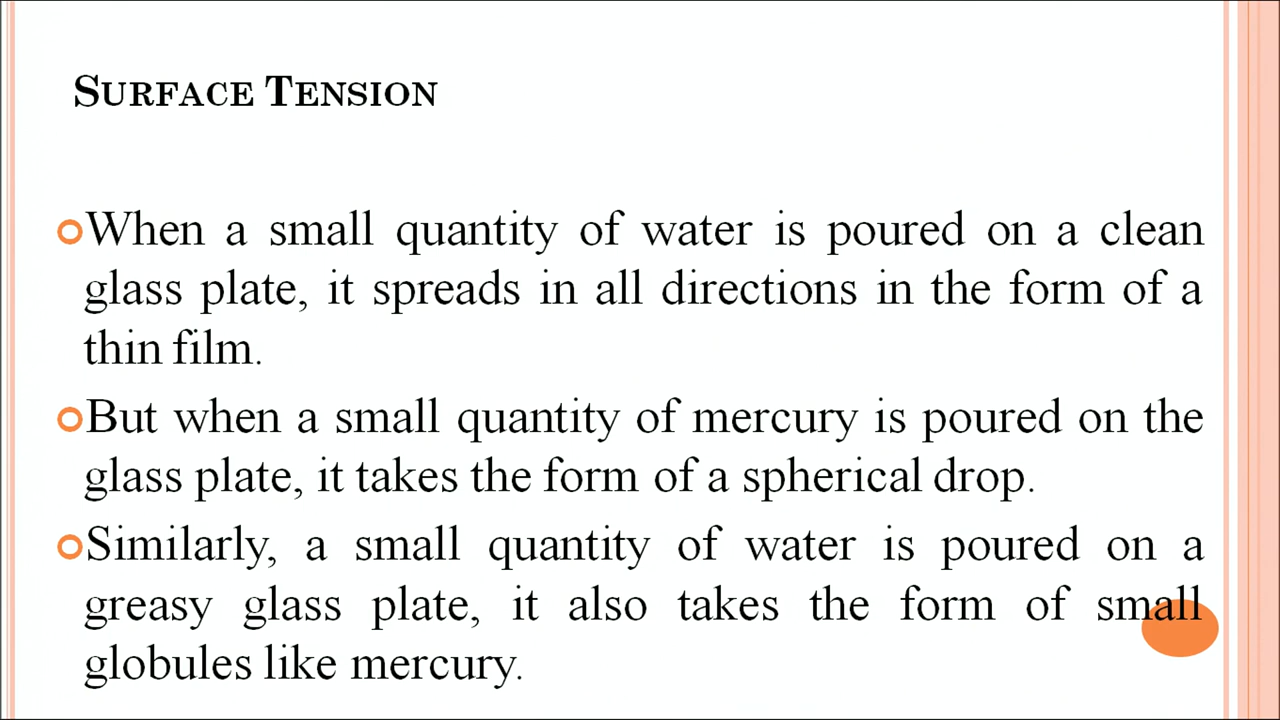 SURFACE TENSION
When a small quantity of water is poured on a clean
glass plate, it spreads in all directions in the form of a
thin film.
But when a small quantity of mercury is poured on the
glass plate, it takes the form of a spherical drop.
Similarly, a small quantity of water is poured on a
greasy glass plate, it also takes the form of small
globules like mercury.